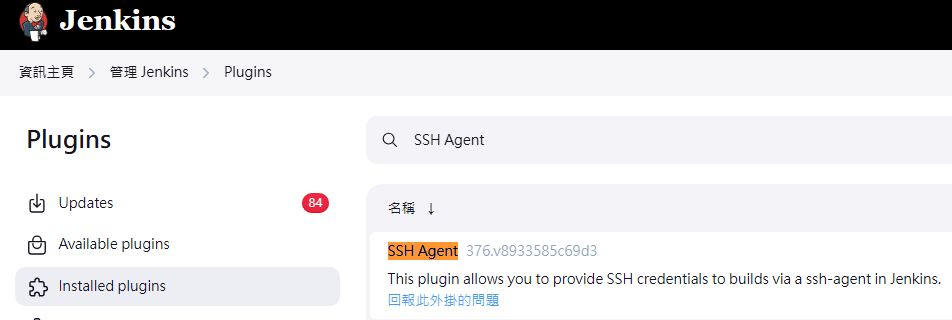 Jenkins
資訊主頁 > 管理 Jenkins > Plugins
Plugins
SSH Agent
Updates 84
Available plugins
Installed plugins
名稱 ↓
SSH Agent 376.v8933585c69d3
This plugin allows you to provide SSH credentials to builds via a ssh-agent in Jenkins.
回報此外掛的問題